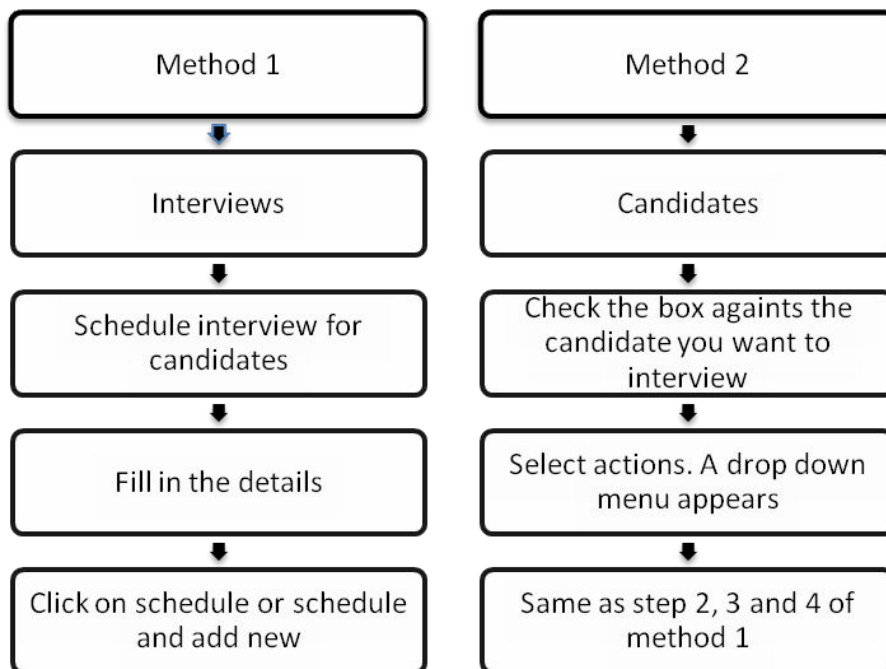 Method 1
Interviews
Schedule interview for
candidates
Fill in the details
Click on schedule or schedule
and add new
Method 2
Candidates
Check the box againts the
candidate you want to
interview
Select actions. A drop down
menu appears
Same as step 2, 3 and 4 of
method 1